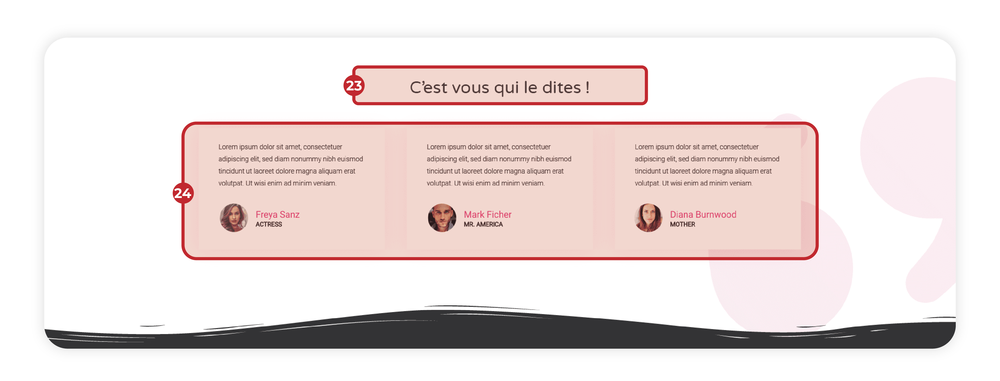 23
C’est vous qui le dites !
24
Lorem ipsum dolor sit amet, consectetuer
adipiscing elit, sed diam nonummy nibh euismod
tincidunt ut laoreet dolore magna aliquam erat
volutpat. Ut wisi enim ad minim veniam.
Freya Sanz
ACTRESS
Lorem ipsum dolor sit amet, consectetuer
adipiscing elit, sed diam nonummy nibh euismod
tincidunt ut laoreet dolore magna aliquam erat
volutpat. Ut wisi enim ad minim veniam.
Mark Ficher
MR. AMERICA
Lorem ipsum dolor sit amet, consectetuer
adipiscing elit, sed diam nonummy nibh euismod
tincidunt ut laoreet dolore magna aliquam erat
volutpat. Ut wisi enim ad minim veniam.
Diana Burnwood
MOTHER